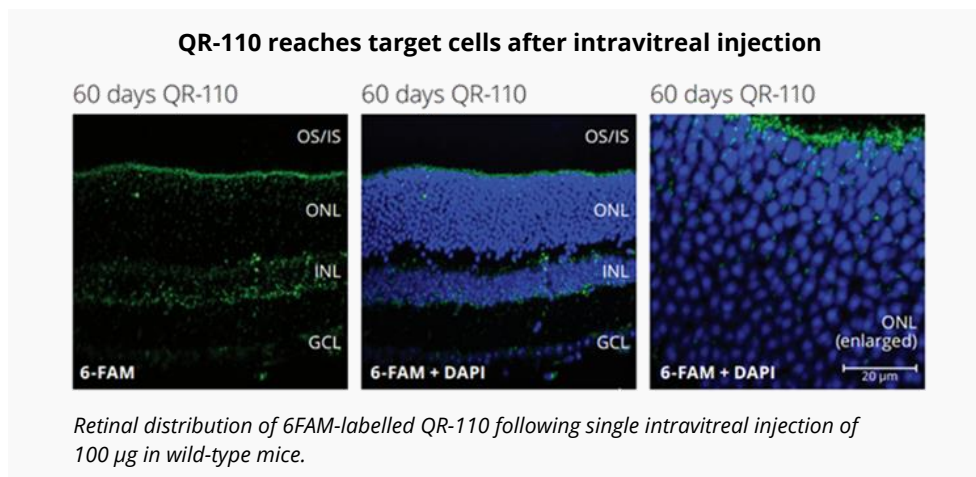 QR-110 reaches target cells after intravitreal injection
60 days QR-110
60 days QR-110
60 days QR-110
OS/IS
ONL
INL
GCL
6-FAM
OS/IS
ONL
INL
GCL
6-FAM + DAPI
ONL
(enlarged)
6-FAM + DAPI
20 µm
Retinal distribution of 6FAM-labelled QR-110 following single intravitreal injection of
100 µg in wild-type mice.